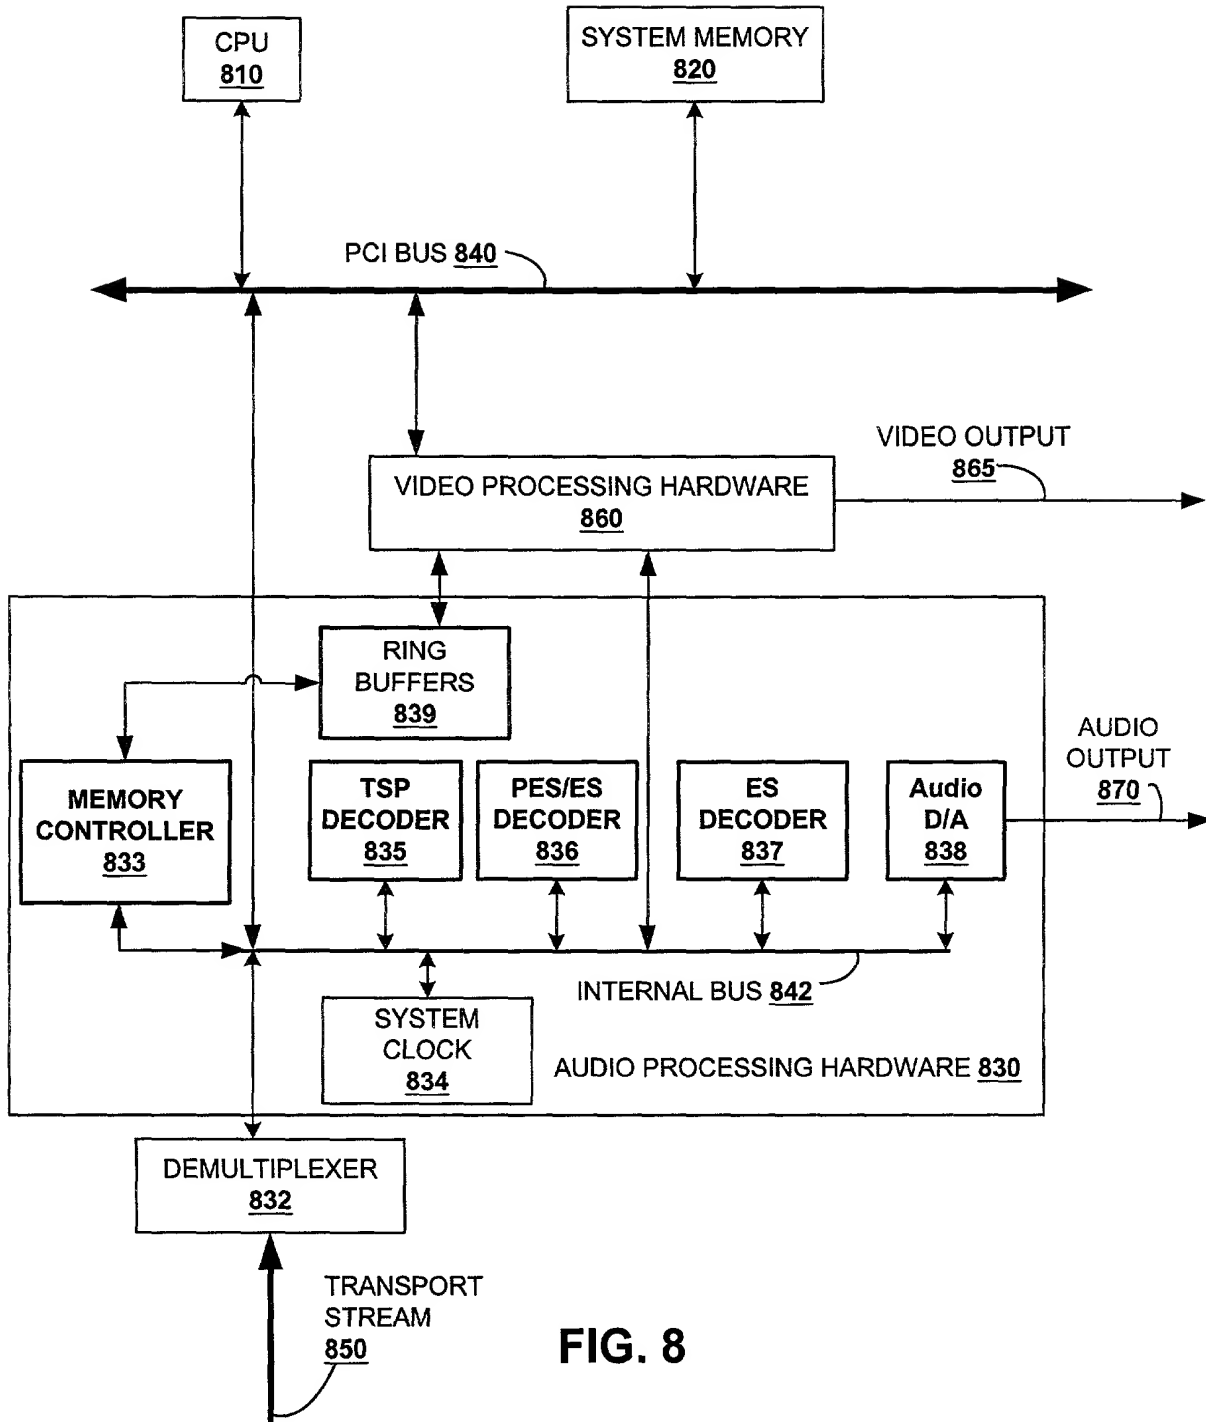 CPU
810
SYSTEM MEMORY
820
PCI BUS 840
VIDEO PROCESSING HARDWARE
860
VIDEO OUTPUT
865
RING
BUFFERS
839
MEMORY
CONTROLLER
833
TSP
DECODER
835
PES/ES
DECODER
836
ES
DECODER
837
Audio
D/A
838
AUDIO
OUTPUT
870
INTERNAL BUS 842
SYSTEM
CLOCK
834
AUDIO PROCESSING HARDWARE 830
DEMULTIPLEXER
832
TRANSPORT
STREAM
850
FIG. 8